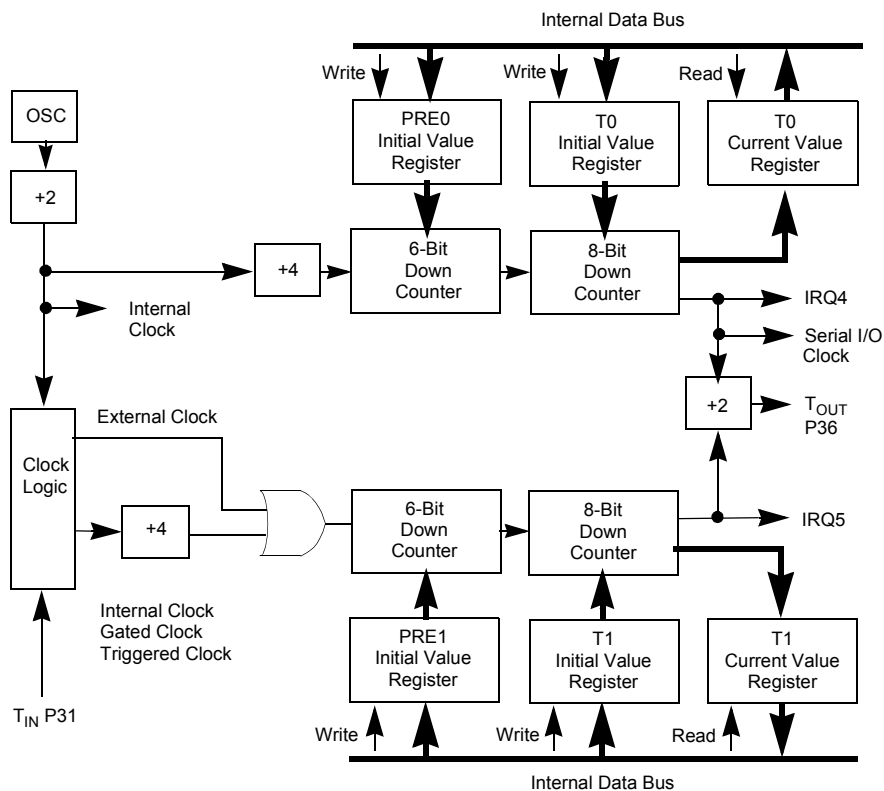 Internal Data Bus
Write
Write
Read
OSC
PRE0
Initial Value
Register
T0
Initial Value
Register
T0
Current Value
Register
+2
6-Bit
Down
Counter
8-Bit
Down
Counter
+4
Internal
Clock
IRQ4
Serial I/O
Clock
+2
TOUT
P36
External Clock
Clock
Logic
+4
6-Bit
Down
Counter
8-Bit
Down
Counter
IRQ5
Internal Clock
Gated Clock
Triggered Clock
PRE1
Initial Value
Register
T1
Initial Value
Register
T1
Current Value
Register
TIN P31
Write
Write
Read
Internal Data Bus